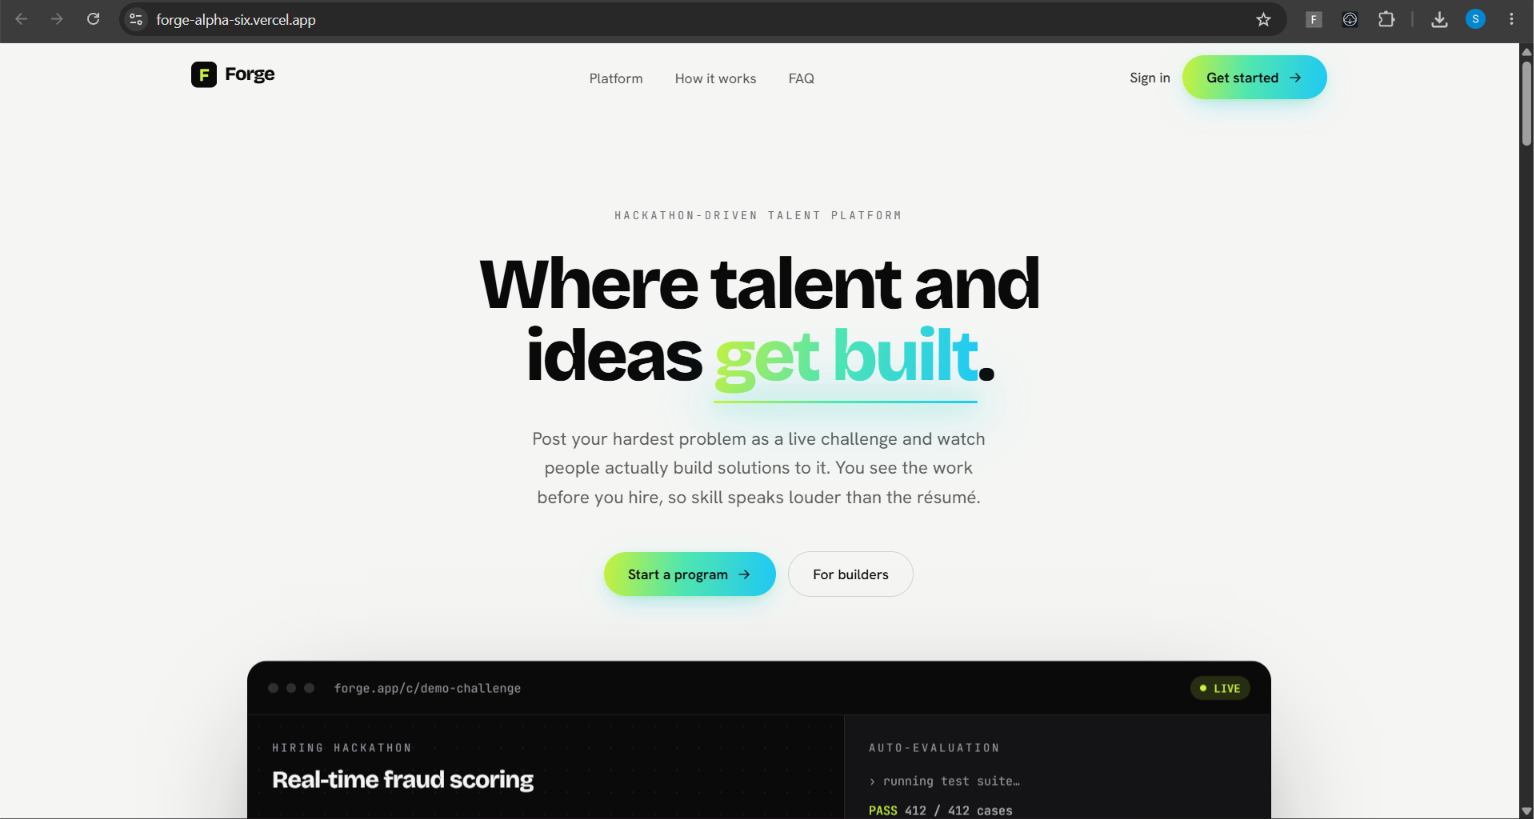 forge-alpha-six.vercel.app
F
S
F Forge
Platform
How it works
FAQ
Sign in
Get started →
HACKATHON-DRIVEN TALENT PLATFORM
Where talent and
ideas get built.
Post your hardest problem as a live challenge and watch
people actually build solutions to it. You see the work
before you hire, so skill speaks louder than the résumé.
Start a program →
For builders
forge.app/c/demo-challenge
LIVE
HIRING HACKATHON
Real-time fraud scoring
AUTO-EVALUATION
› running test suite…
PASS 412 / 412 cases